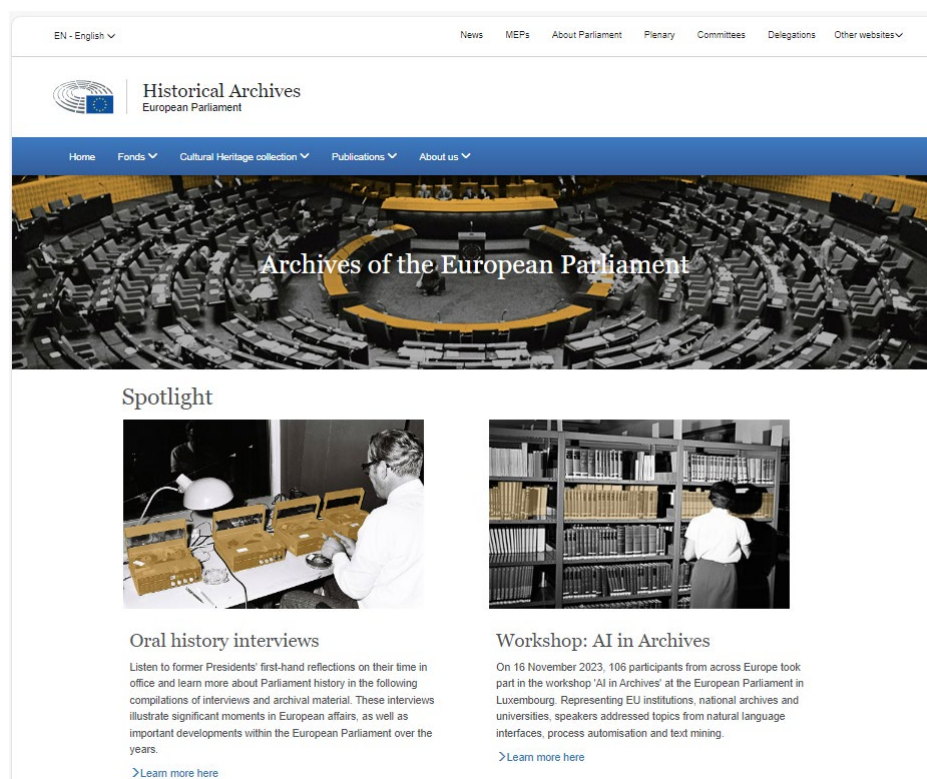 EN - English
News MEPs About Parliament Plenary Committees Delegations Other websites
Historical Archives
European Parliament
Home Fonds Cultural Heritage collection Publications About us
Archives of the European Parliament
Spotlight
Oral history interviews
Listen to former Presidents' first-hand reflections on their time in
office and learn more about Parliament history in the following
compilations of interviews and archival material. These interviews
illustrate significant moments in European affairs, as well as
important developments within the European Parliament over the
years.
Learn more here
Workshop: AI in Archives
On 16 November 2023, 106 participants from across Europe took
part in the workshop 'AI in Archives' at the European Parliament in
Luxembourg. Representing EU institutions, national archives and
universities, speakers addressed topics from natural language
interfaces, process automisation and text mining.
Learn more here